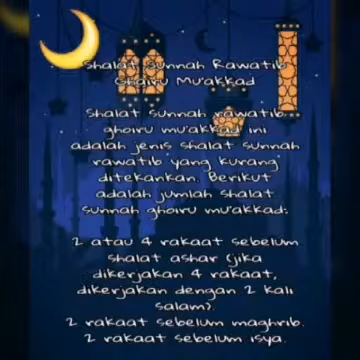 Shalat Sunnah Rawatib
Ghairu Mu'akkad
Shalat sunnah rawatib
ghoiru mu'akkad ini
adalah jenis shalat sunnah
rawatib yang kurang
ditekankan. Berikut
adalah jumlah shalat
sunnah ghoiru mu'akkad:
2 atau 4 rakaat sebelum
shalat ashar (jika
dikerjakan 4 rakaat,
dikerjakan dengan 2 kali
salam).
2 rakaat sebelum maghrib.
2 rakaat sebelum isya.